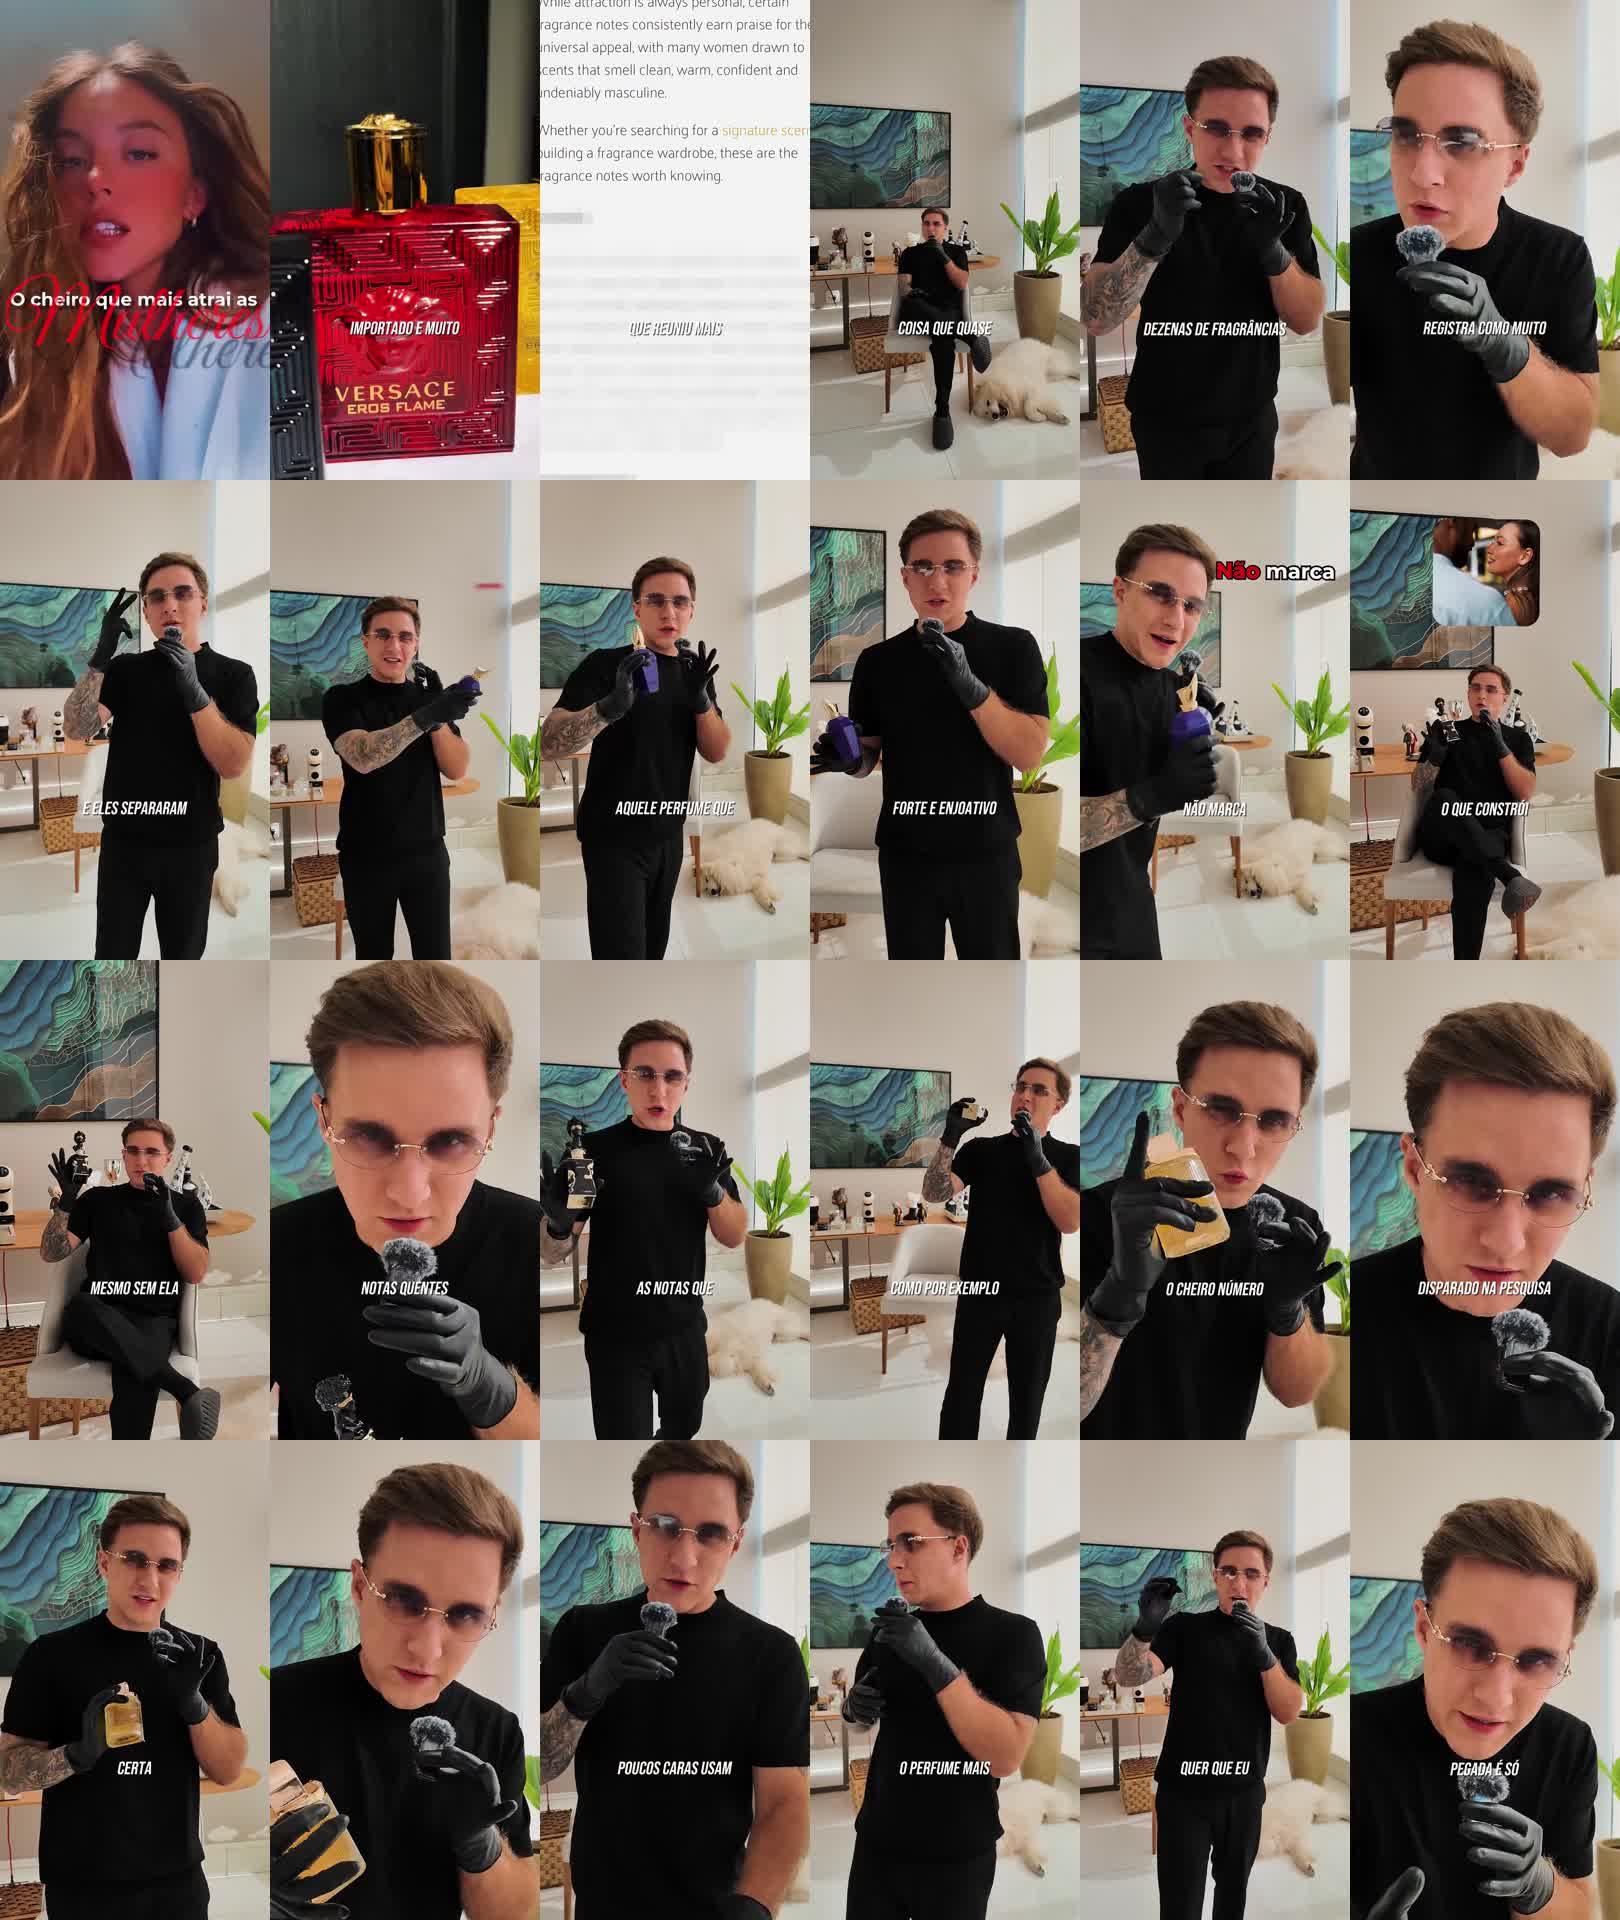 O cheiro que mais atrai as
Mulheres
IMPORTADO E MUITO
VERSACE
EROS FLAME
While attraction is always personal, certain
fragrance notes consistently earn praise for the
universal appeal, with many women drawn to
scents that smell clean, warm, confident and
undeniably masculine.
Whether you're searching for a signature scent
building a fragrance wardrobe, these are the
fragrance notes worth knowing.
QUE REUNIU MAIS
COISA QUE QUASE
DEZENAS DE FRAGRÂNCIAS
REGISTRA COMO MUITO
E ELES SEPARARAM
AQUELE PERFUME QUE
FORTE E ENJOATIVO
Não marca
NÃO MARCA
O QUE CONSTRÓI
MESMO SEM ELA
NOTAS QUENTES
AS NOTAS QUE
COMO POR EXEMPLO
O CHEIRO NÚMERO
DISPARADO NA PESQUISA
CERTA
POUCOS CARAS USAM
O PERFUME MAIS
QUER QUE EU
PEGADA É SÓ